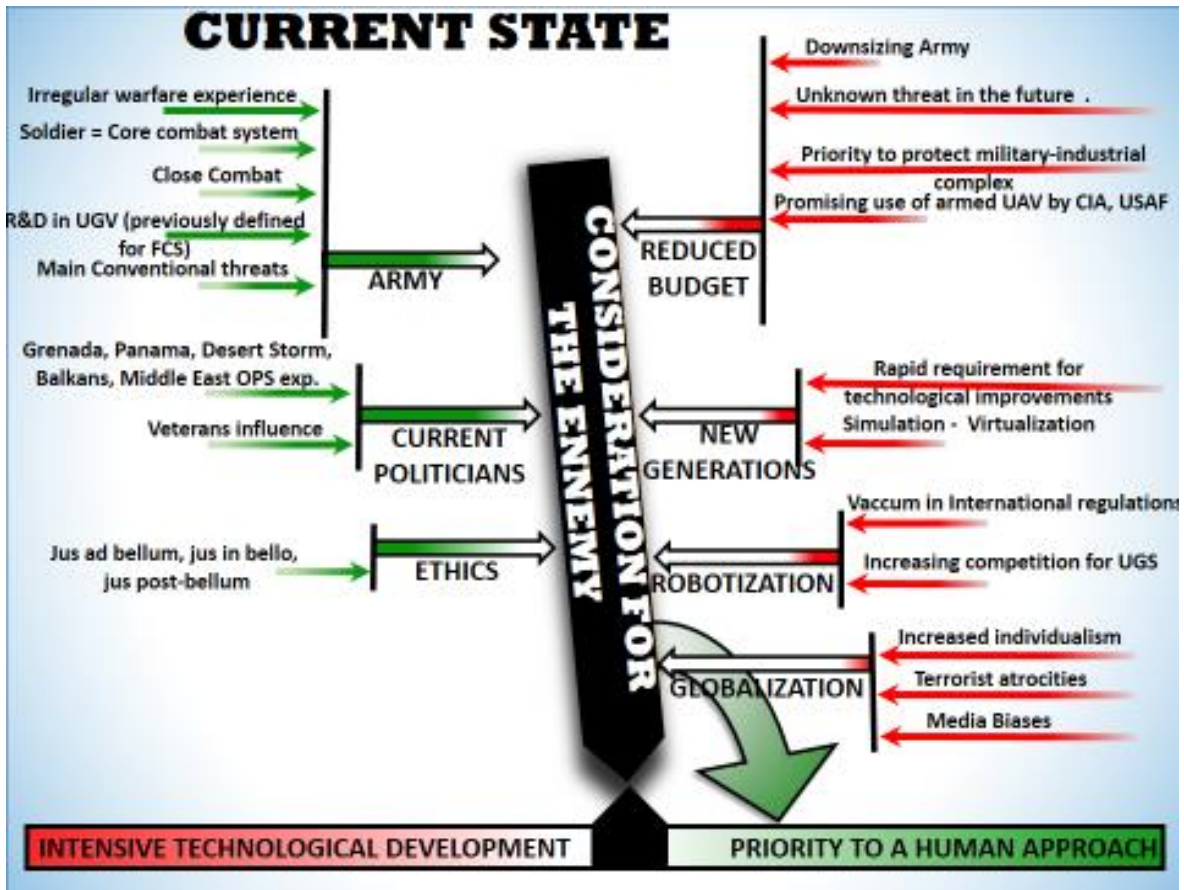 CURRENT STATE
Irregular warfare experience
Soldier = Core combat system
Close Combat
R&D in UGV (previously defined
for FCS)
Main Conventional threats
ARMY
Grenada, Panama, Desert Storm,
Balkans, Middle East OPS exp.
Veterans influence
CURRENT
POLITICIANS
Jus ad bellum, jus in bello,
jus post-bellum
ETHICS
CONSIDERATION FOR
THE ENNEMY
Downsizing Army
Unknown threat in the future .
Priority to protect military-industrial
complex
Promising use of armed UAV by CIA, USAF
REDUCED
BUDGET
Rapid requirement for
technological improvements
Simulation - Virtualization
NEW
GENERATIONS
Vaccum in International regulations
Increasing competition for UGS
ROBOTIZATION
Increased individualism
Terrorist atrocities
Media Biases
GLOBALIZATION
INTENSIVE TECHNOLOGICAL DEVELOPMENT
PRIORITY TO A HUMAN APPROACH